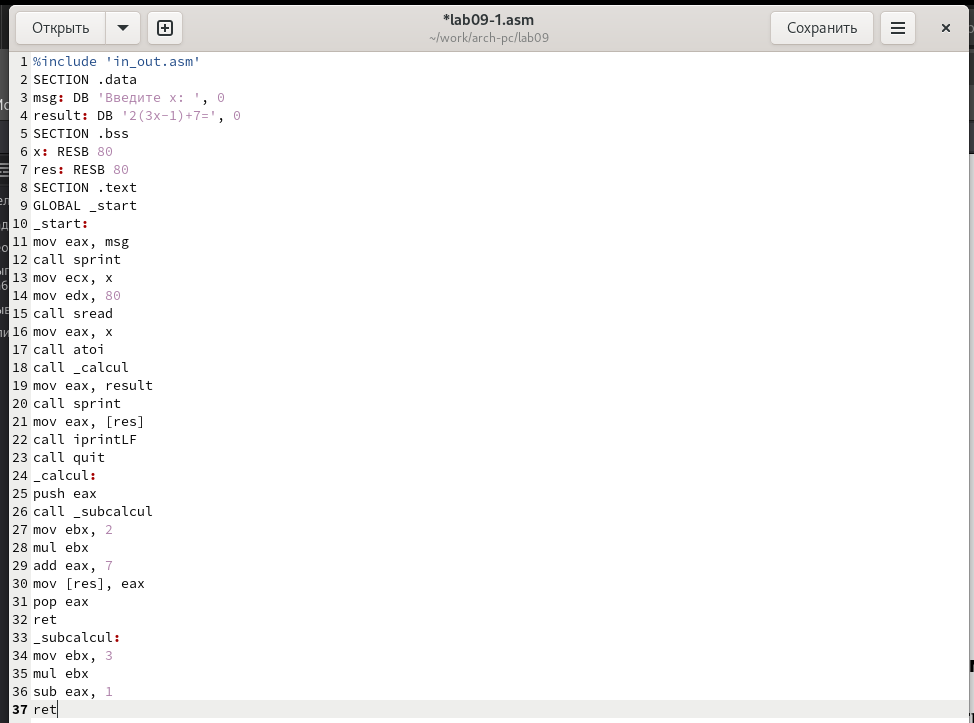 Открыть
*lab09-1.asm
~/work/arch-pc/lab09
Сохранить
1 %include 'in_out.asm'
2 SECTION .data
3 msg: DB 'Введите x: ', 0
4 result: DB '2(3x-1)+7=', 0
5 SECTION .bss
6 x: RESB 80
7 res: RESB 80
8 SECTION .text
9 GLOBAL _start
10 _start:
11 mov eax, msg
12 call sprint
13 mov ecx, x
14 mov edx, 80
15 call sread
16 mov eax, x
17 call atoi
18 call _calcul
19 mov eax, result
20 call sprint
21 mov eax, [res]
22 call iprintLF
23 call quit
24 _calcul:
25 push eax
26 call _subcalcul
27 mov ebx, 2
28 mul ebx
29 add eax, 7
30 mov [res], eax
31 pop eax
32 ret
33 _subcalcul:
34 mov ebx, 3
35 mul ebx
36 sub eax, 1
37 ret